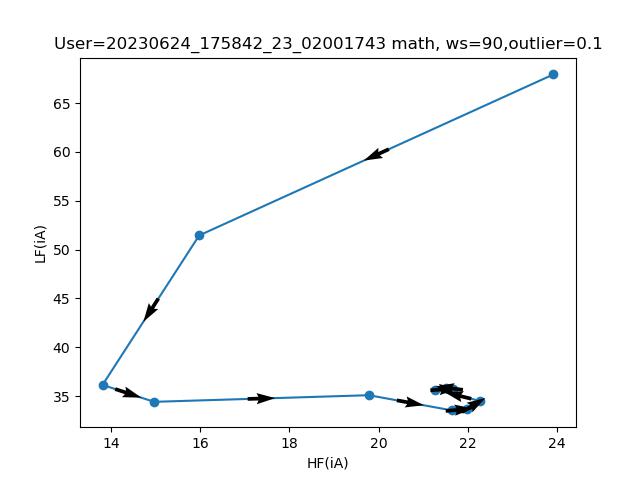 User=20230624_175842_23_02001743 math, ws=90,outlier=0.1
LF(iA)
65
60
55
50
45
40
35
14 16 18 20 22 24
HF(iA)